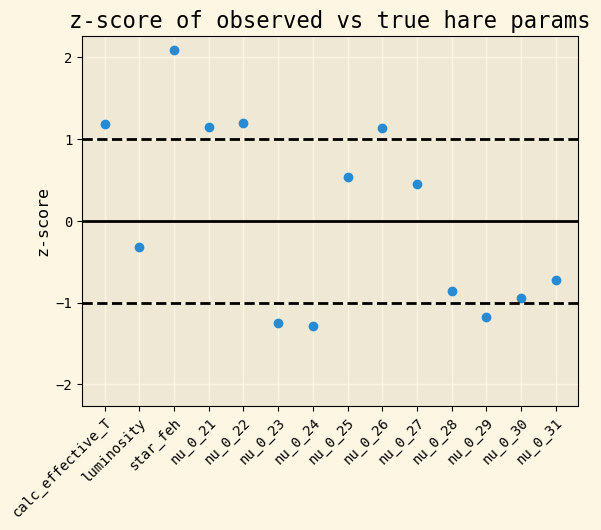 z-score of observed vs true hare params
z-score
2
1
0
−1
−2
calc_effective_T
luminosity
star_feh
nu_0_21
nu_0_22
nu_0_23
nu_0_24
nu_0_25
nu_0_26
nu_0_27
nu_0_28
nu_0_29
nu_0_30
nu_0_31